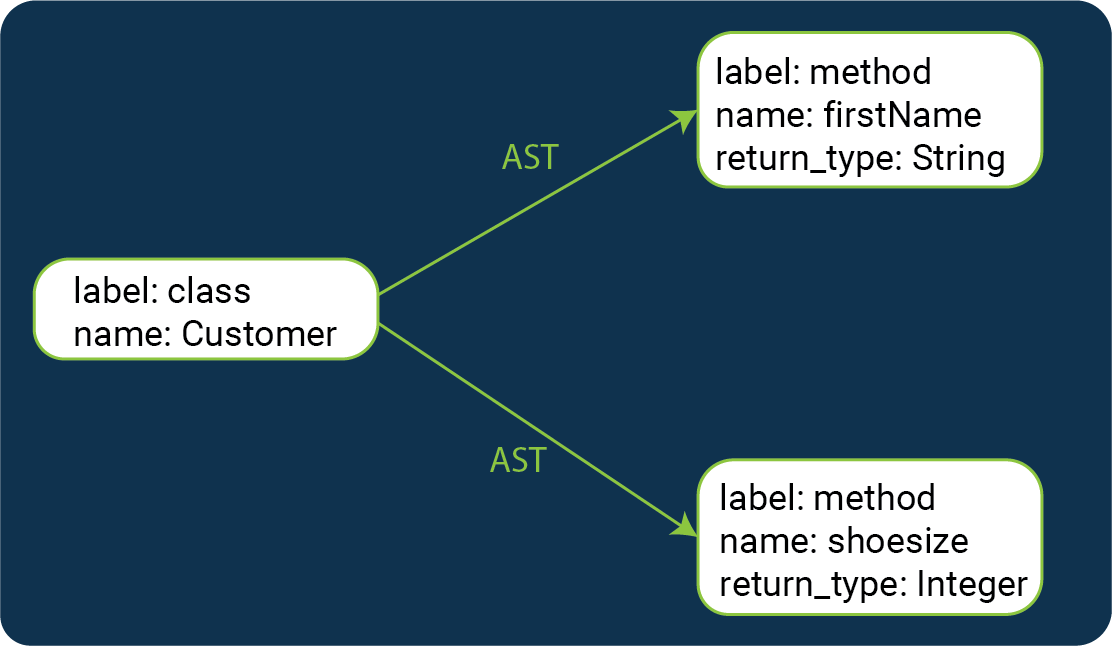 label: method
name: firstName
return_type: String
AST
label: class
name: Customer
AST
label: method
name: shoesize
return_type: Integer